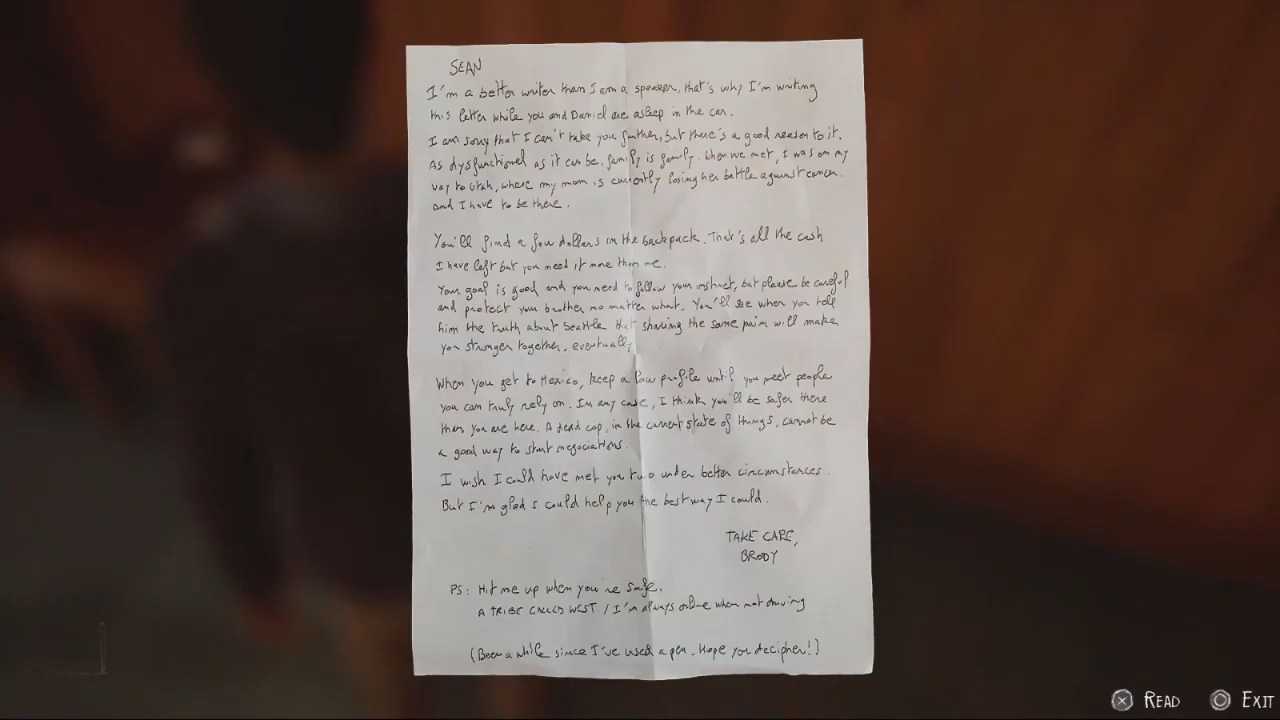 SEAN
I'm a better writer than I am a speaker, that's why I'm writing
this letter while you and Daniel are asleep in the car.
I am sorry that I can't take you further, but there's a good reason to it.
As dysfunctional as it can be, family is family. When we met, I was on my
way to Utah, where my mom is currently losing her battle against cancer.
and I have to be there.
You'll find a few dollars in the backpack. That's all the cash
I have left but you need it more than me.
Your goal is good and you need to follow your instinct, but please be careful
and protect your brother no matter what. You'll see when you tell
him the truth about Seattle that sharing the same pain will make
you stronger together, eventually.
When you get to Mexico, keep a low profile until you meet people
you can truly rely on. In any case, I think you'll be safer there
than you are here. A dead cop, in the current state of things, cannot be
a good way to start negociations.
I wish I could have met you two under better circumstances.
But I'm glad I could help you the best way I could.
TAKE CARE,
BRODY
PS: Hit me up when you're safe.
A TRIBE CALLED WEST / I'm always online when not driving
(Been a while since I've used a pen. Hope you decipher!)
READ
EXIT